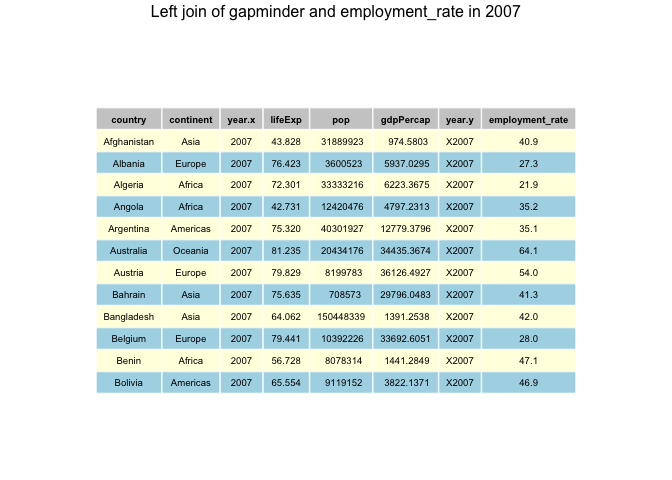 Left join of gapminder and employment_rate in 2007
country continent year.x lifeExp pop gdpPercap year.y employment_rate
Afghanistan Asia 2007 43.828 31889923 974.5803 X2007 40.9
Albania Europe 2007 76.423 3600523 5937.0295 X2007 27.3
Algeria Africa 2007 72.301 33333216 6223.3675 X2007 21.9
Angola Africa 2007 42.731 12420476 4797.2313 X2007 35.2
Argentina Americas 2007 75.320 40301927 12779.3796 X2007 35.1
Australia Oceania 2007 81.235 20434176 34435.3674 X2007 64.1
Austria Europe 2007 79.829 8199783 36126.4927 X2007 54.0
Bahrain Asia 2007 75.635 708573 29796.0483 X2007 41.3
Bangladesh Asia 2007 64.062 150448339 1391.2538 X2007 42.0
Belgium Europe 2007 79.441 10392226 33692.6051 X2007 28.0
Benin Africa 2007 56.728 8078314 1441.2849 X2007 47.1
Bolivia Americas 2007 65.554 9119152 3822.1371 X2007 46.9